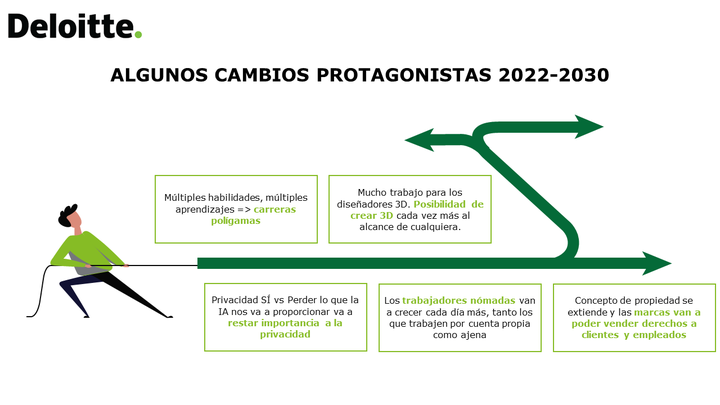 Deloitte.
ALGUNOS CAMBIOS PROTAGONISTAS 2022-2030
Múltiples habilidades, múltiples
aprendizajes => carreras
polígamas
Mucho trabajo para los
diseñadores 3D. Posibilidad de
crear 3D cada vez más al
alcance de cualquiera.
Privacidad SÍ vs Perder lo que la
IA nos va a proporcionar va a
restar importancia a la
privacidad
Los trabajadores nómadas van
a crecer cada día más, tanto los
que trabajen por cuenta propia
como ajena
Concepto de propiedad se
extiende y las marcas van a
poder vender derechos a
clientes y empleados